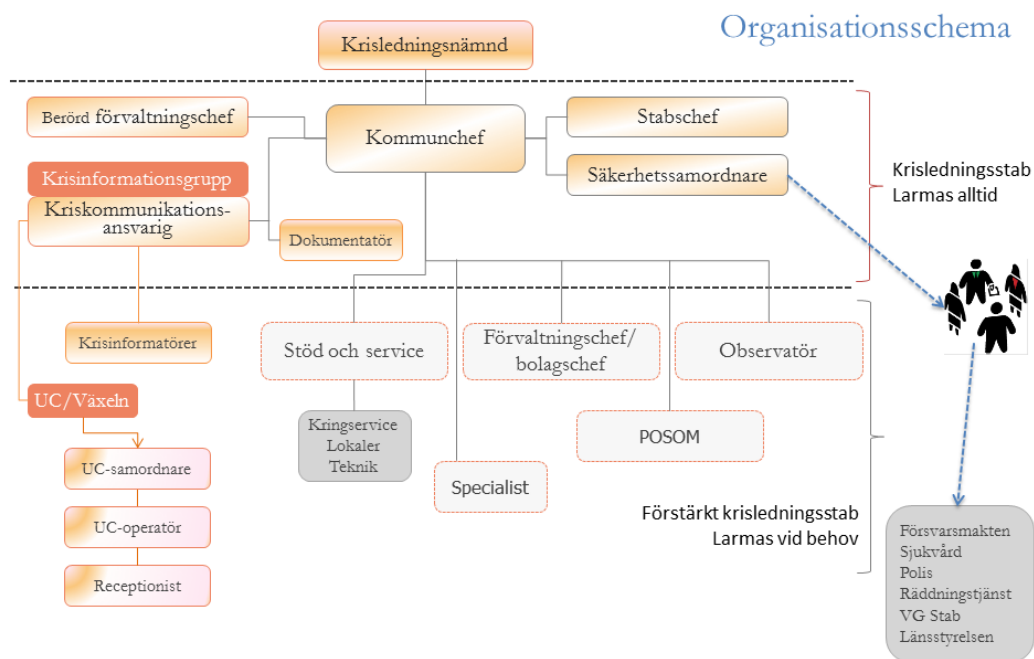 Organisationsschema
Krisledningsnämnd
Berörd förvaltningschef
Kommunchef
Stabschef
Säkerhetssamordnare
Krisledningsstab
Larmas alltid
Krisinformationsgrupp
Kriskommunikations-
ansvarig
Dokumentatör
Krisinformatörer
Stöd och service
Förvaltningschef/
bolagschef
Observatör
UC/Växeln
Kringservice
Lokaler
Teknik
POSOM
UC-samordnare
Specialist
UC-operatör
Förstärkt krisledningsstab
Larmas vid behov
Receptionist
Försvarsmakten
Sjukvård
Polis
Räddningstjänst
VG Stab
Länsstyrelsen